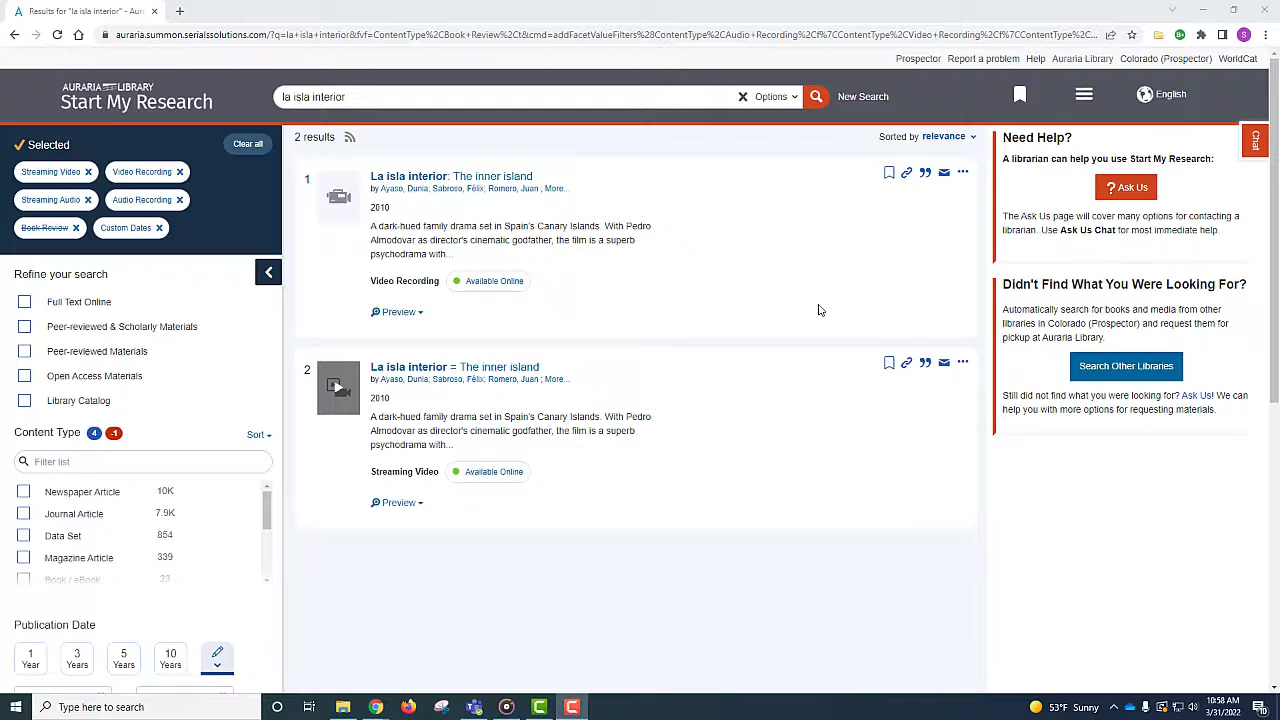 Results for "la isla interior" - Aur
auraria.summon.serialssolutions.com/?q=la+isla+interior&fvf=ContentType%2CBook+Review%2Ct&cmd=addFacetValueFilters%28ContentType%2CAudio+Recording%2Cf%7CContentType%2CVideo+Recording%2Cf%7CContentType%2C...
Prospector Report a problem Help Auraria Library Colorado (Prospector) WorldCat
AURARIA LIBRARY
Start My Research
la isla interior
Options
New Search
English
Selected
Clear all
Streaming Video
Video Recording
Streaming Audio
Audio Recording
Book Review
Custom Dates
Refine your search
Full Text Online
Peer-reviewed & Scholarly Materials
Peer-reviewed Materials
Open Access Materials
Library Catalog
Content Type 4 -1
Sort
Filter list
Newspaper Article 10K
Journal Article 7.9K
Data Set 854
Magazine Article 339
Book / eBook 23
Publication Date
1 Year
3 Years
5 Years
10 Years
2 results
Sorted by relevance
1
La isla interior: The inner island
by Ayaso, Dunia; Sabroso, Félix; Romero, Juan ; More...
2010
A dark-hued family drama set in Spain's Canary Islands. With Pedro
Almodovar as director's cinematic godfather, the film is a superb
psychodrama with...
Video Recording Available Online
Preview
2
La isla interior = The inner island
by Ayaso, Dunia; Sabroso, Félix; Romero, Juan ; More...
2010
A dark-hued family drama set in Spain's Canary Islands. With Pedro
Almodovar as director's cinematic godfather, the film is a superb
psychodrama with...
Streaming Video Available Online
Preview
Need Help?
A librarian can help you use Start My Research:
? Ask Us
The Ask Us page will cover many options for contacting a
librarian. Use Ask Us Chat for most immediate help.
Chat
Didn't Find What You Were Looking For?
Automatically search for books and media from other
libraries in Colorado (Prospector) and request them for
pickup at Auraria Library.
Search Other Libraries
Still did not find what you were looking for? Ask Us! We can
help you with more options for requesting materials.
Type here to search
53°F Sunny
10:58 AM
3/31/2022